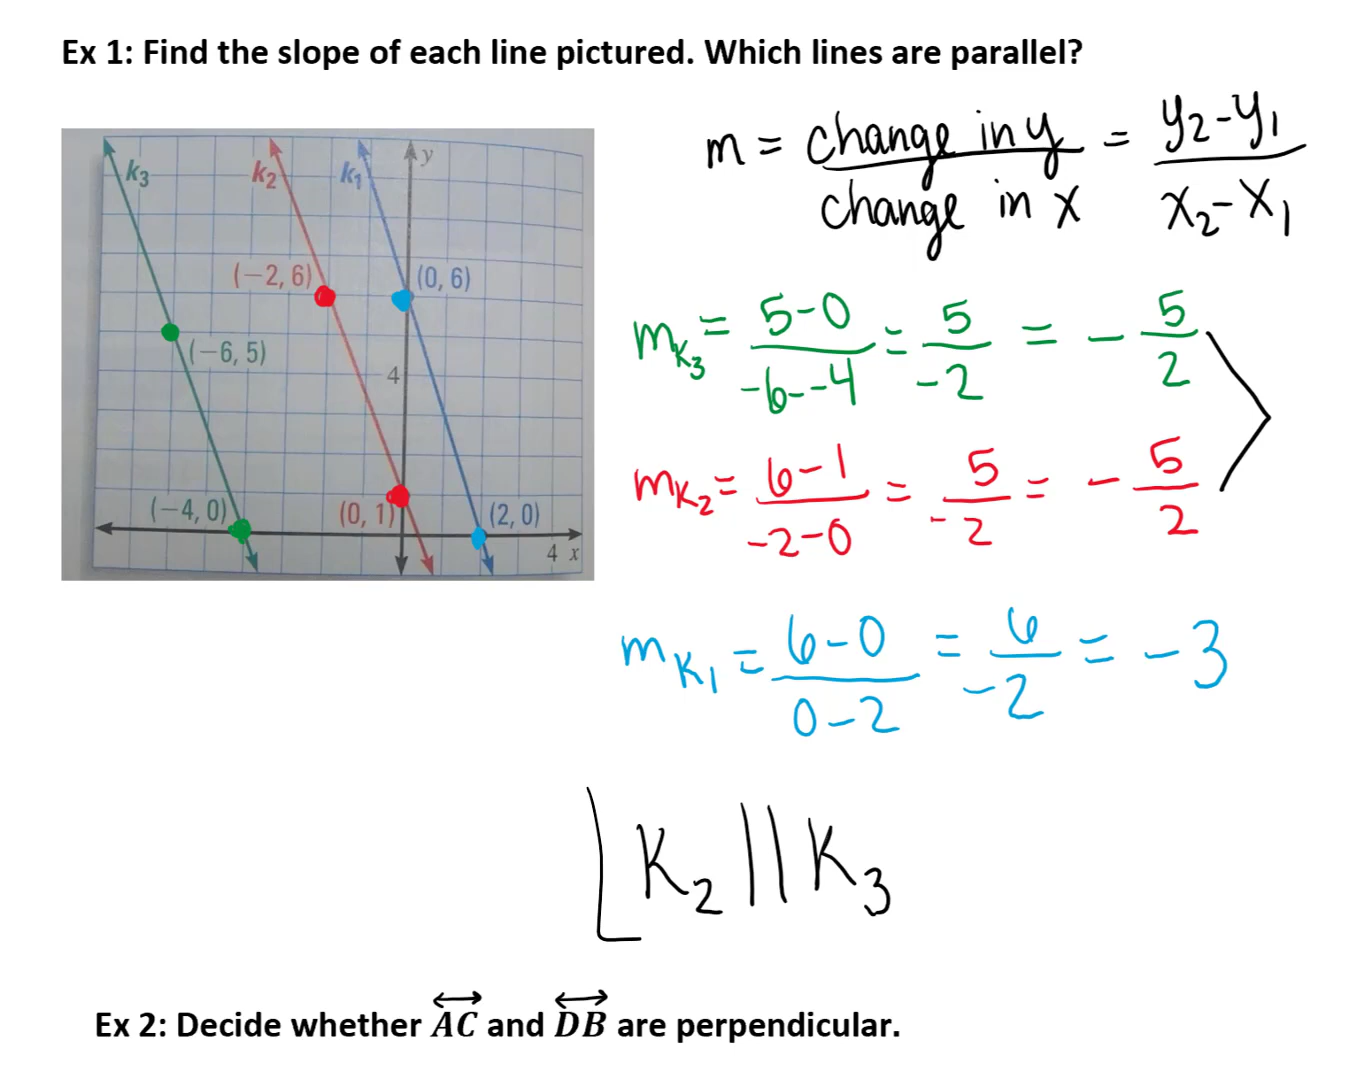 Ex 1: Find the slope of each line pictured. Which lines are parallel?
m = change in y / change in x = y₂-y₁ / x₂-x₁
k₃ k₂ k₁ y
(−2, 6) (0, 6)
(−6, 5)
4
(−4, 0) (0, 1) (2, 0)
4 x
mₖ₃ = 5-0 / -6--4 = 5 / -2 = - 5/2
mₖ₂ = 6-1 / -2-0 = 5 / -2 = - 5/2
mₖ₁ = 6-0 / 0-2 = 6 / -2 = -3
K₂ || K₃
Ex 2: Decide whether AC and DB are perpendicular.